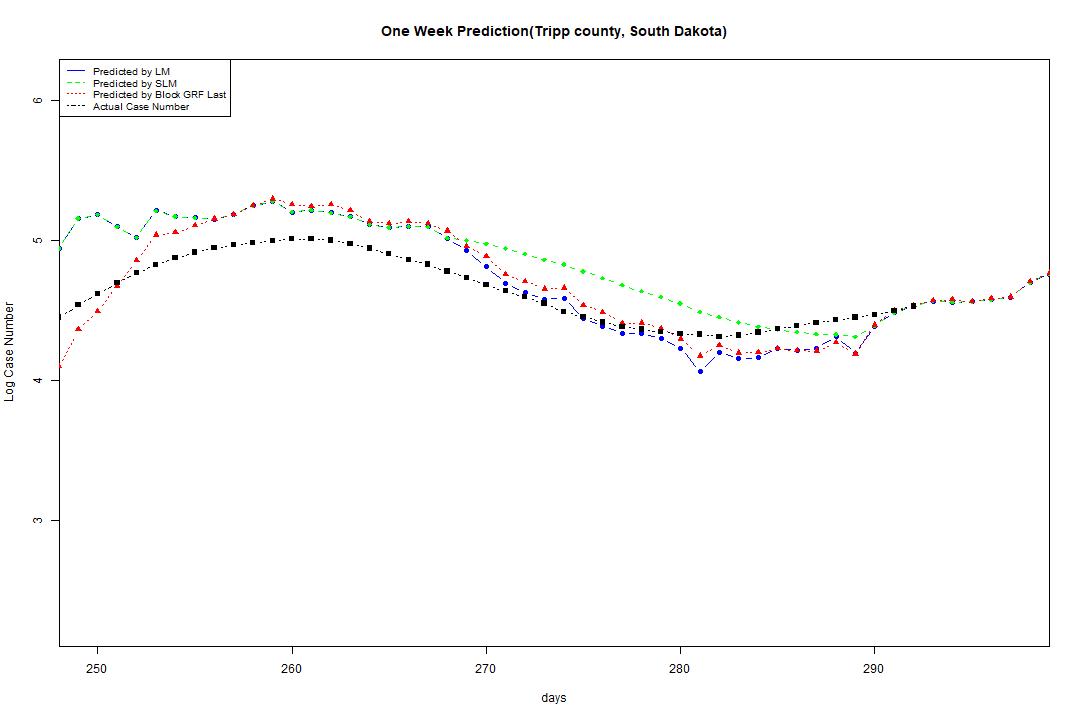 One Week Prediction(Tripp county, South Dakota)
Predicted by LM
Predicted by SLM
Predicted by Block GRF Last
Actual Case Number
6
5
4
3
Log Case Number
250 260 270 280 290
days